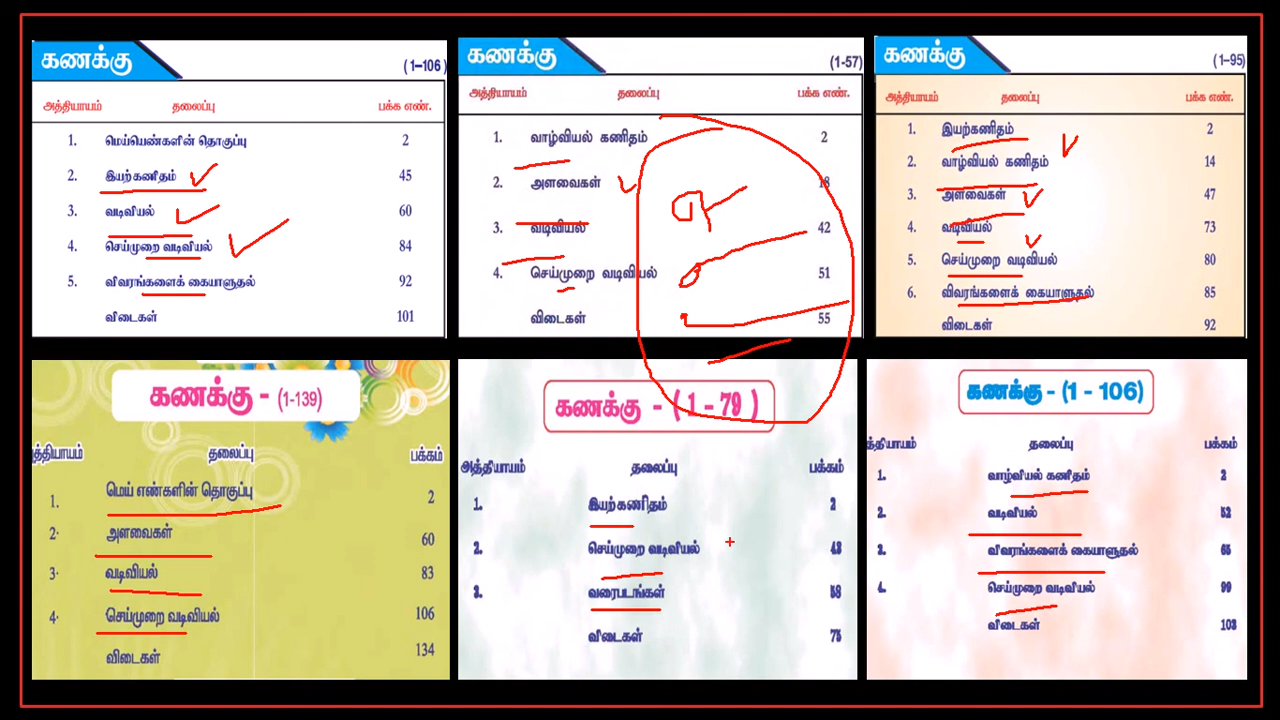 கணக்கு
(1-106)
அத்தியாயம் தலைப்பு பக்க எண்.
1. மெய்யெண்களின் தொகுப்பு 2
2. இயற்கணிதம் 45
3. வடிவியல் 60
4. செய்முறை வடிவியல் 84
5. விவரங்களைக் கையாளுதல் 92
விடைகள் 101
கணக்கு
(1-57)
அத்தியாயம் தலைப்பு பக்க எண்.
1. வாழ்வியல் கணிதம் 2
2. அளவைகள் 18
3. வடிவியல் 42
4. செய்முறை வடிவியல் 51
விடைகள் 55
கணக்கு
(1-95)
அத்தியாயம் தலைப்பு பக்க எண்.
1. இயற்கணிதம் 2
2. வாழ்வியல் கணிதம் 14
3. அளவைகள் 47
4. வடிவியல் 73
5. செய்முறை வடிவியல் 80
6. விவரங்களைக் கையாளுதல் 85
விடைகள் 92
கணக்கு - (1-139)
தலைப்பு பக்கம்
1. மெய் எண்களின் தொகுப்பு 2
2. அளவைகள் 60
3. வடிவியல் 83
4. செய்முறை வடிவியல் 106
விடைகள் 134
கணக்கு - ( 1 - 79 )
அத்தியாயம் தலைப்பு பக்கம்
1. இயற்கணிதம் 2
2. செய்முறை வடிவியல் 43
3. வரைபடங்கள் 58
விடைகள் 75
கணக்கு - (1 - 106)
தலைப்பு பக்கம்
1. வாழ்வியல் கணிதம் 2
2. வடிவியல் 52
3. விவரங்களைக் கையாளுதல் 65
4. செய்முறை வடிவியல் 99
விடைகள் 103